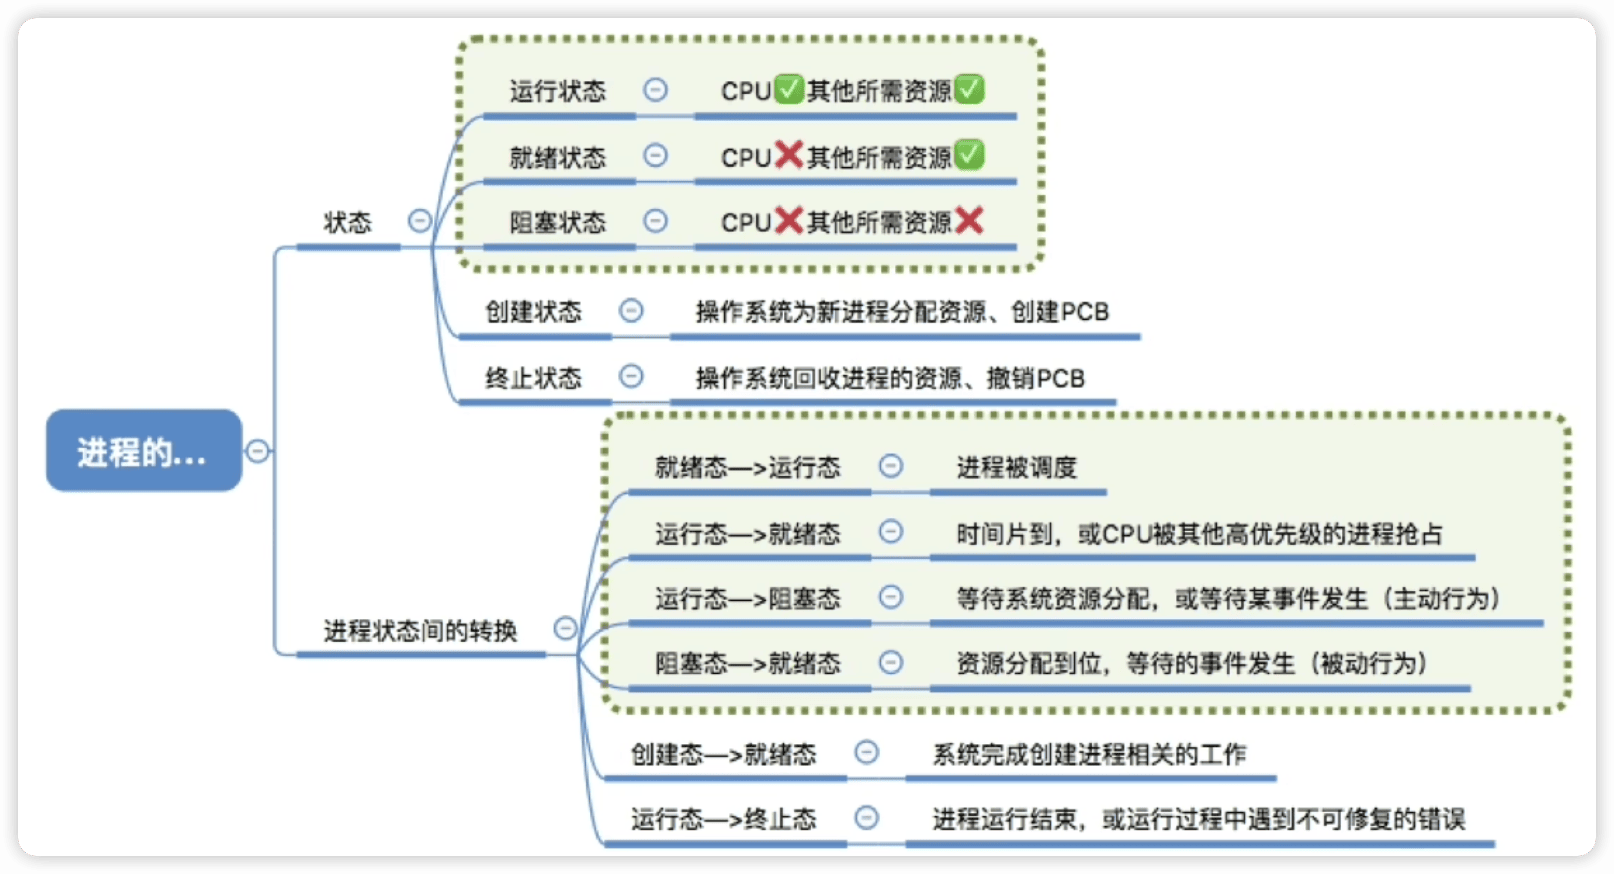 进程的...
状态
运行状态
CPU✅其他所需资源✅
就绪状态
CPU❌其他所需资源✅
阻塞状态
CPU❌其他所需资源❌
创建状态
操作系统为新进程分配资源、创建PCB
终止状态
操作系统回收进程的资源、撤销PCB
进程状态间的转换
就绪态—>运行态
进程被调度
运行态—>就绪态
时间片到，或CPU被其他高优先级的进程抢占
运行态—>阻塞态
等待系统资源分配，或等待某事件发生（主动行为）
阻塞态—>就绪态
资源分配到位，等待的事件发生（被动行为）
创建态—>就绪态
系统完成创建进程相关的工作
运行态—>终止态
进程运行结束，或运行过程中遇到不可修复的错误